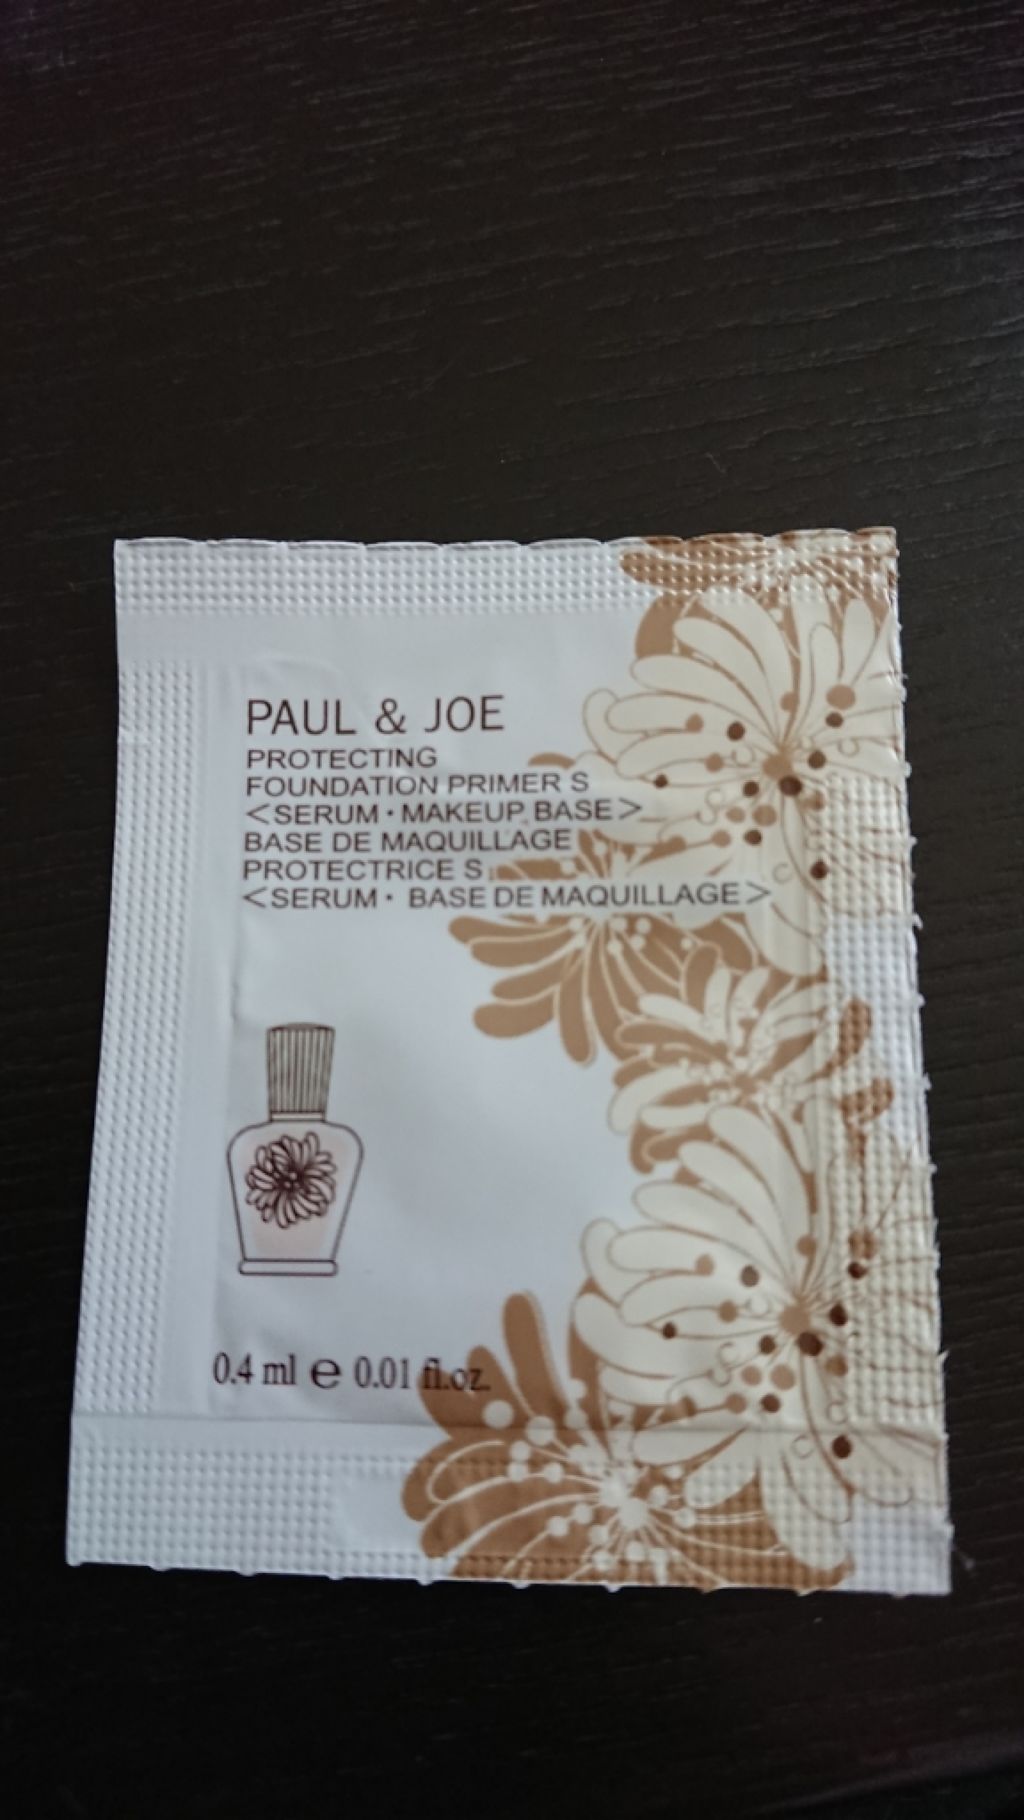 PAUL & JOE
PROTECTING
FOUNDATION PRIMER S
<SERUM・MAKEUP BASE>
BASE DE MAQUILLAGE
PROTECTRICE S
<SERUM・ BASE DE MAQUILLAGE>
0.4 ml e 0.01 fl.oz.